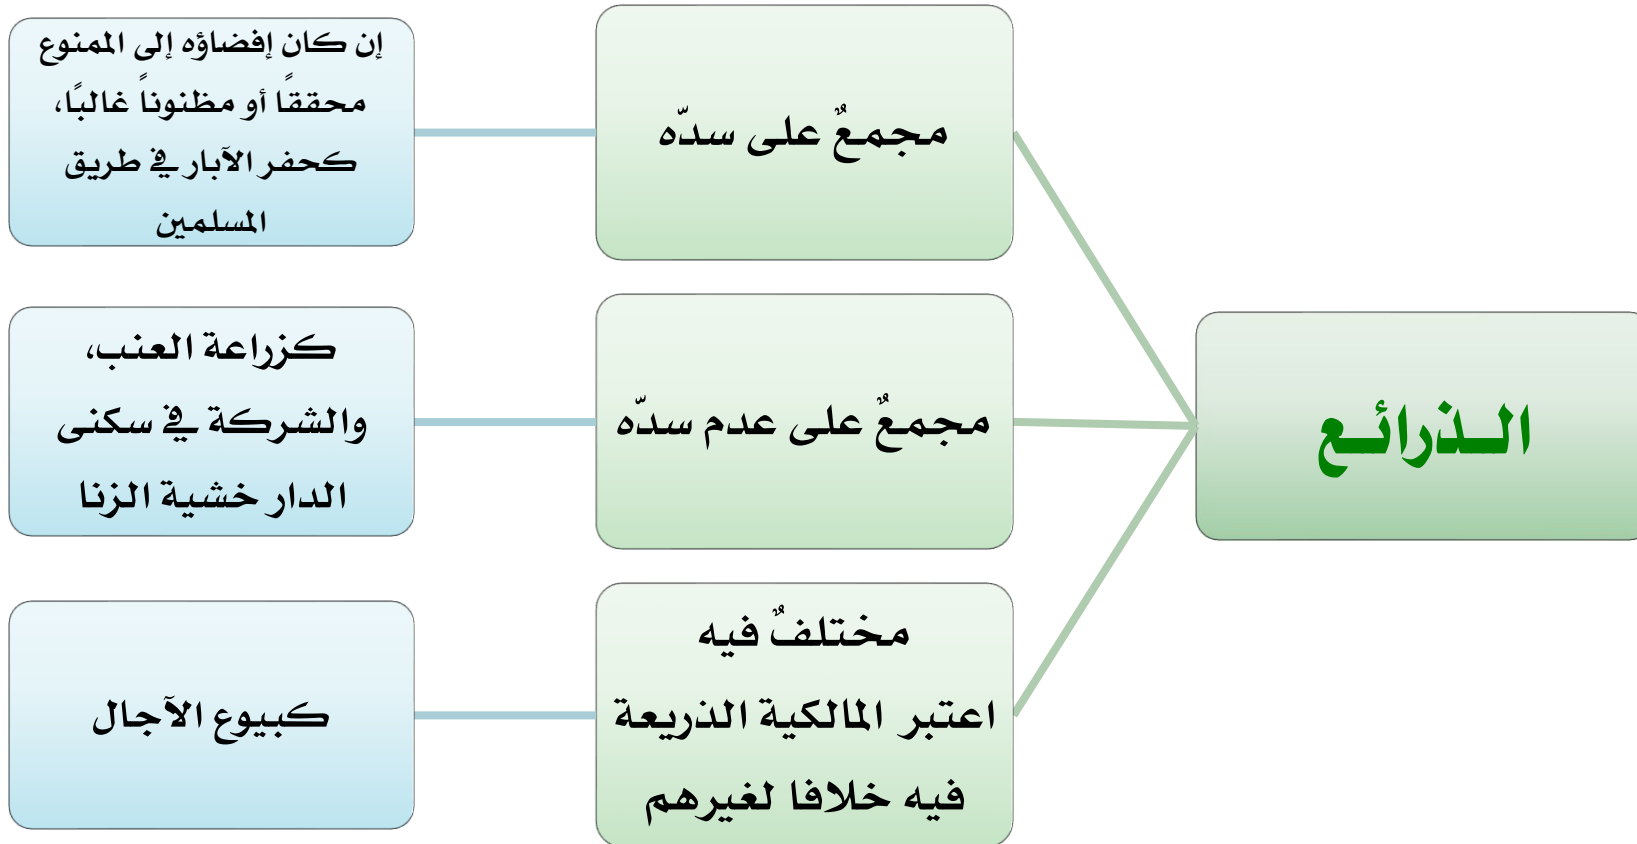 الــذرائــع
مجمعٌ على سدّه
إن كان إفضاؤه إلى الممنوع
محققًا أو مظنوناً غالبًا،
كحفر الآبار في طريق
المسلمين
مجمعٌ على عدم سدّه
كزراعة العنب،
والشركة في سكنى
الدار خشية الزنا
مختلفٌ فيه
اعتبر المالكية الذريعة
فيه خلافا لغيرهم
كبيوع الآجال